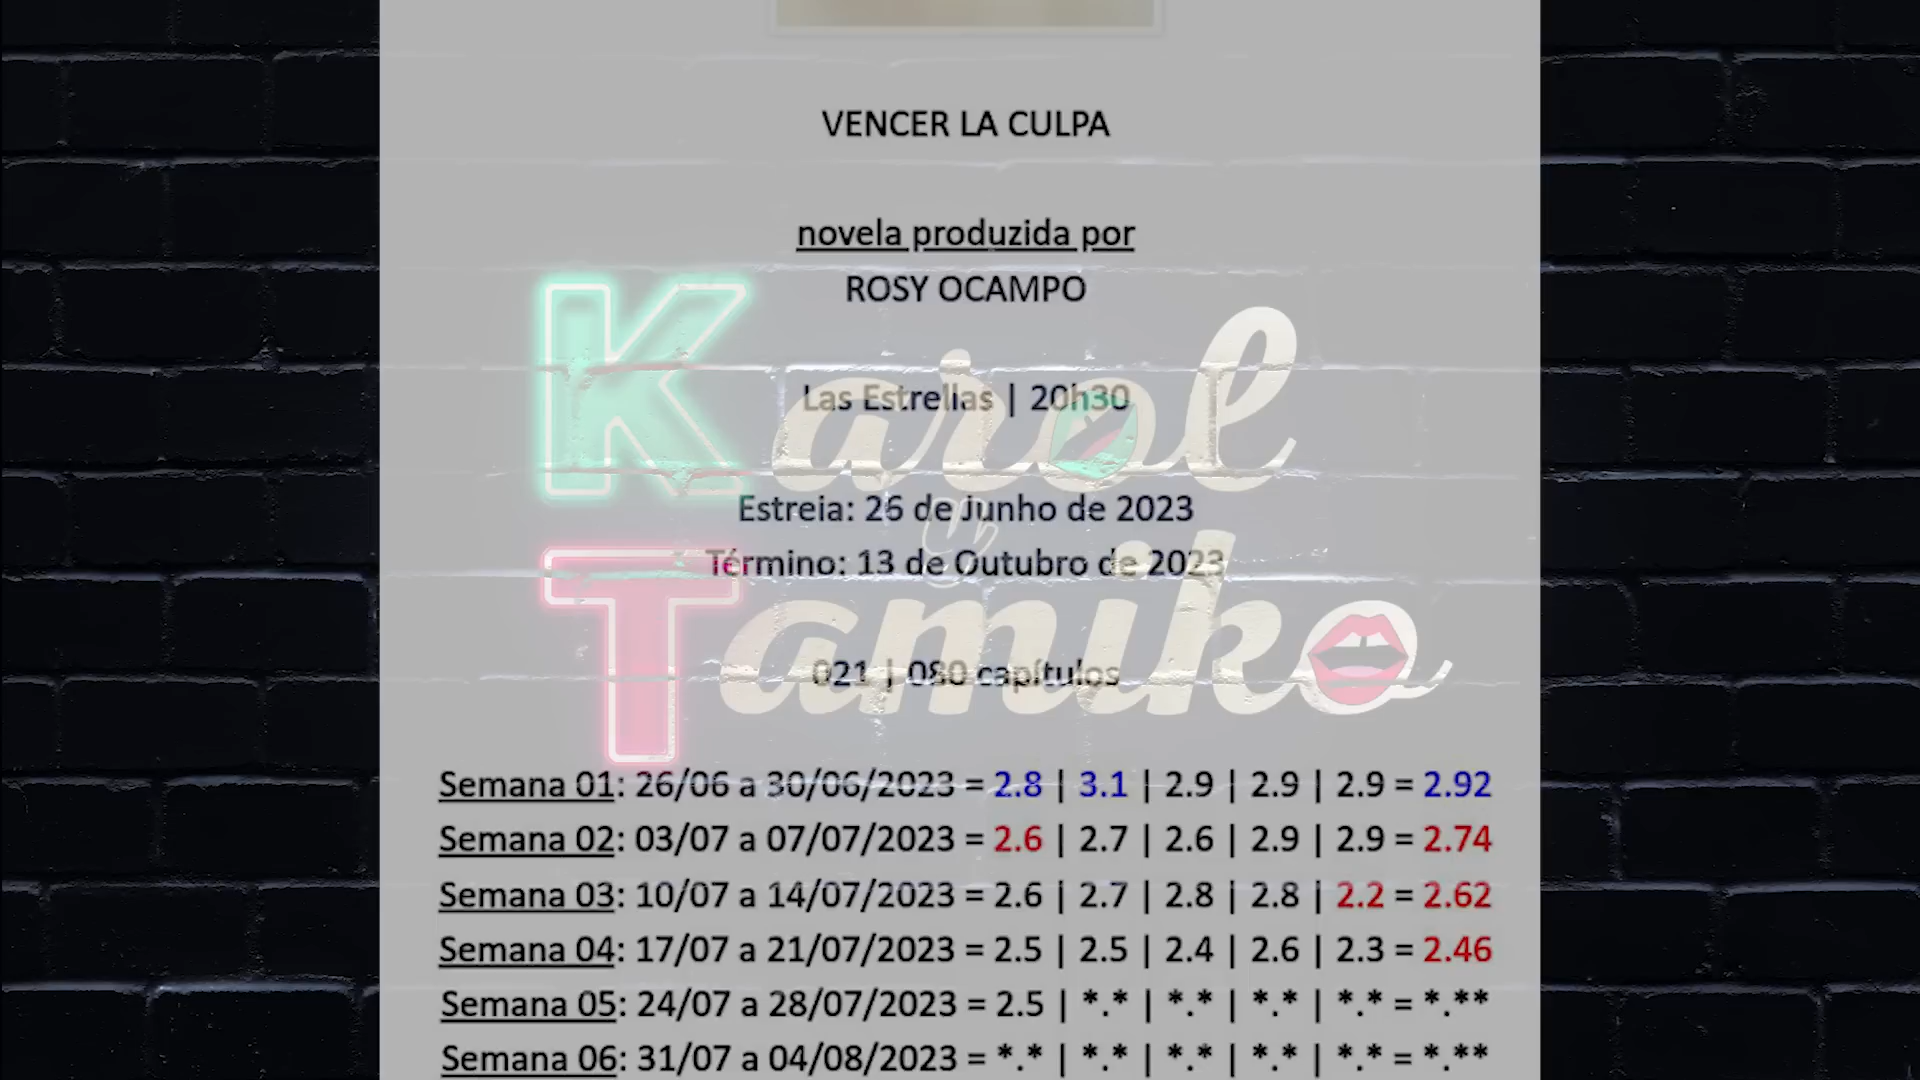 VENCER LA CULPA
novela produzida por
ROSY OCAMPO
Las Estrellas | 20h30
Karol
y
Estreia: 26 de Junho de 2023
Término: 13 de Outubro de 2023
Tamiko
021 | 080 capítulos
Semana 01: 26/06 a 30/06/2023 = 2.8 | 3.1 | 2.9 | 2.9 | 2.9 = 2.92
Semana 02: 03/07 a 07/07/2023 = 2.6 | 2.7 | 2.6 | 2.9 | 2.9 = 2.74
Semana 03: 10/07 a 14/07/2023 = 2.6 | 2.7 | 2.8 | 2.8 | 2.2 = 2.62
Semana 04: 17/07 a 21/07/2023 = 2.5 | 2.5 | 2.4 | 2.6 | 2.3 = 2.46
Semana 05: 24/07 a 28/07/2023 = 2.5 | *.* | *.* | *.* | *.* = *.**
Semana 06: 31/07 a 04/08/2023 = *.* | *.* | *.* | *.* | *.* = *.**